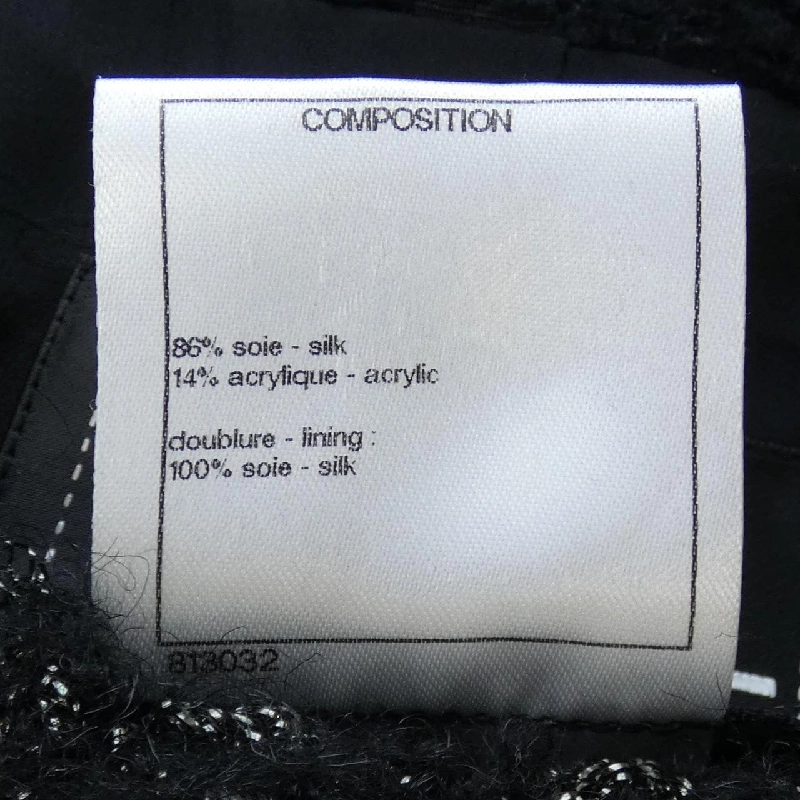 COMPOSITION
86% soie - silk
14% acrylique - acrylic
doublure - lining :
100% soie - silk
813032